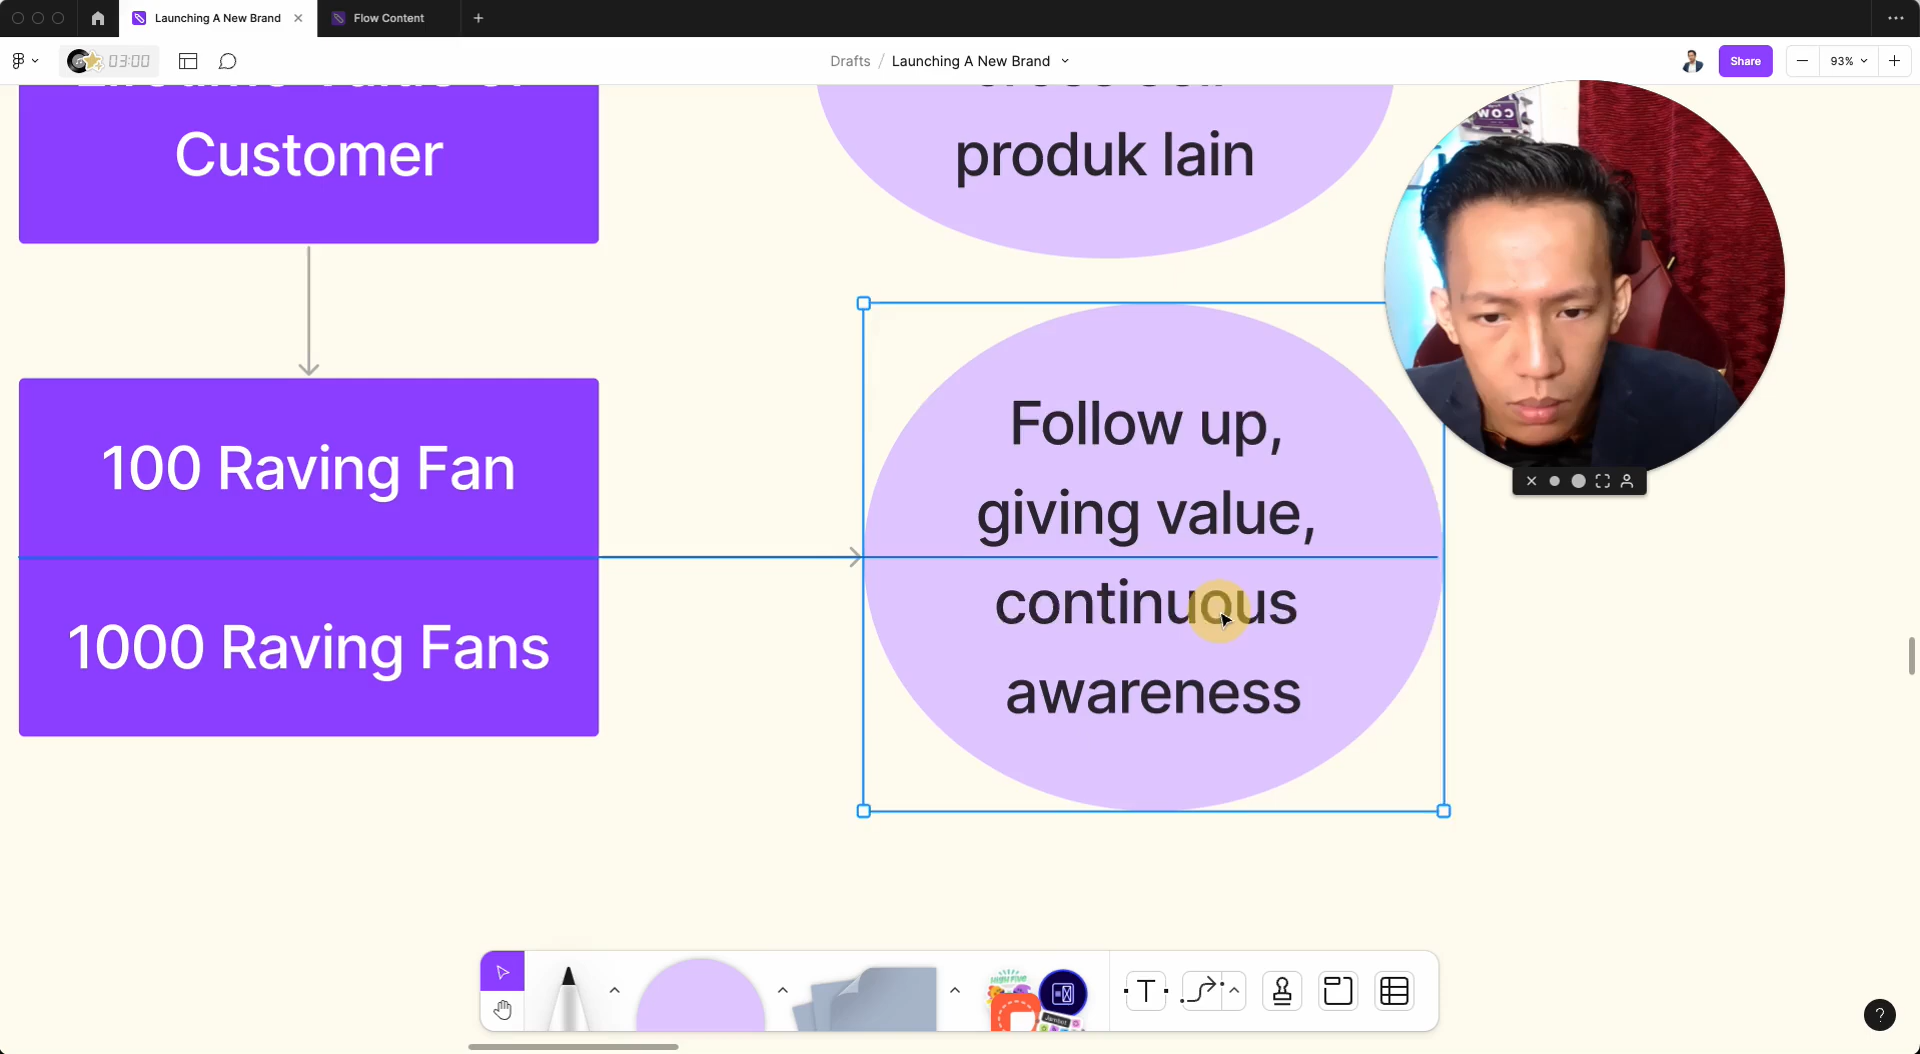 Launching A New Brand
Flow Content
03:00
Drafts / Launching A New Brand
Share
93%
Customer
produk lain
100 Raving Fan
1000 Raving Fans
Follow up,
giving value,
continuous
awareness
T
?